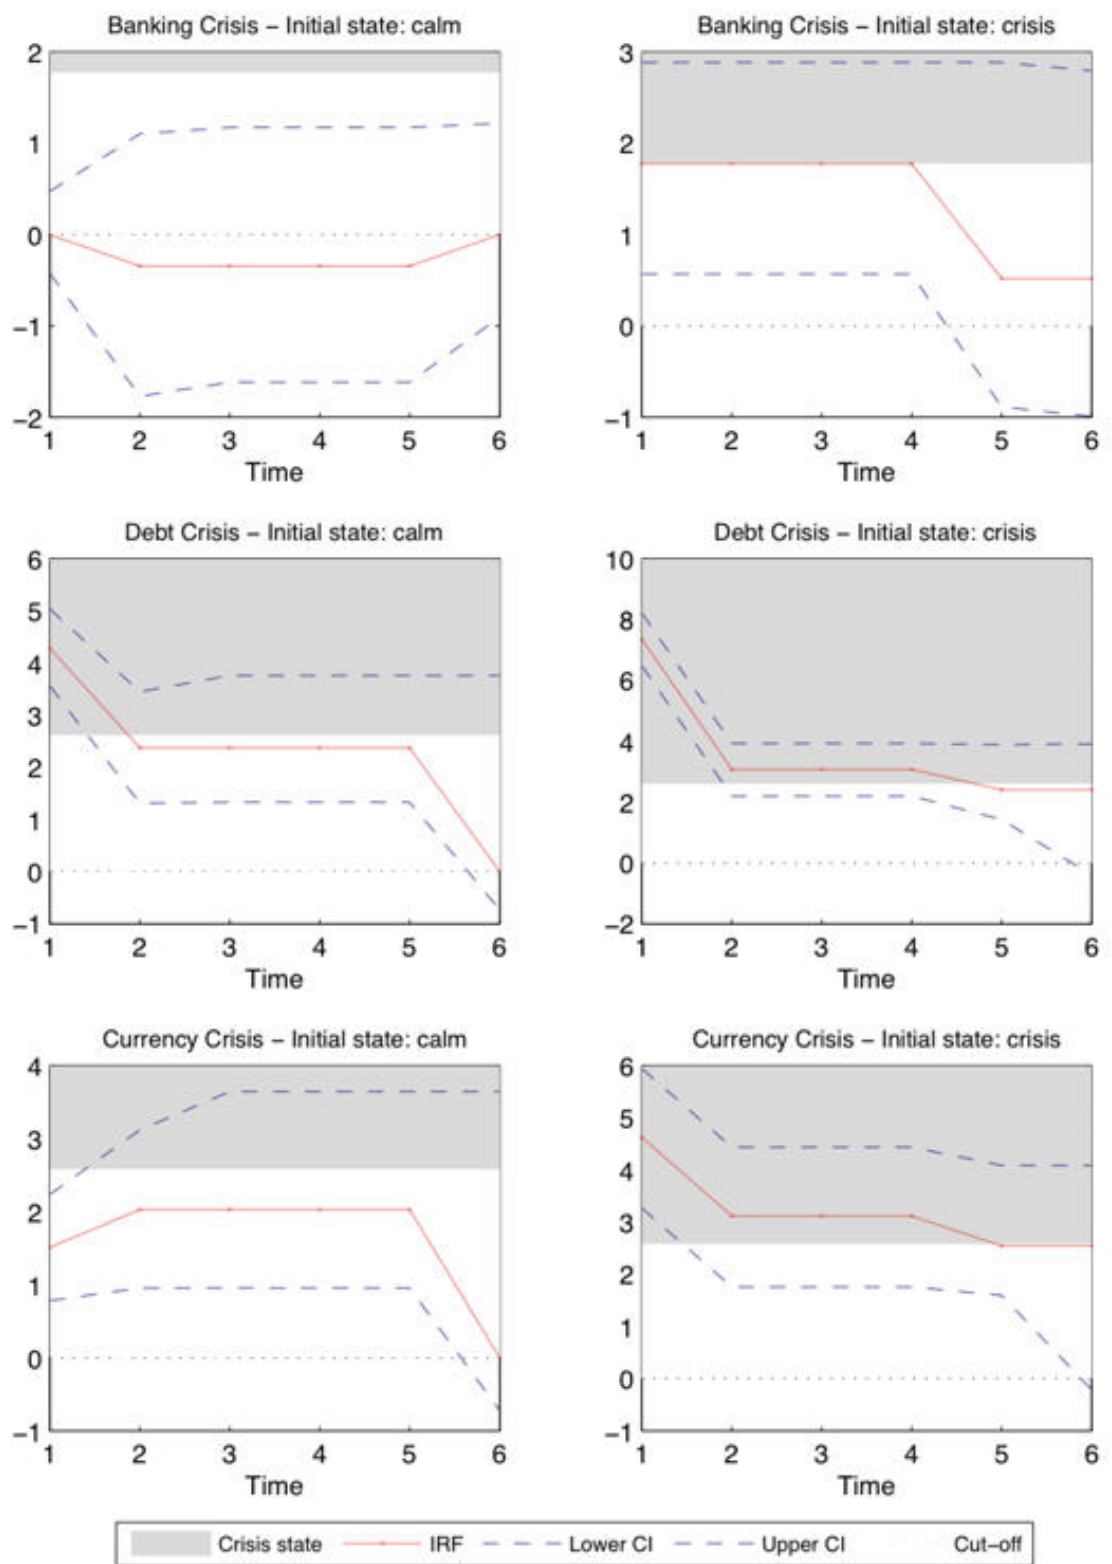 Banking Crisis – Initial state: calm
2
1
0
−1
−2
1 2 3 4 5 6
Time
Banking Crisis – Initial state: crisis
3
2
1
0
−1
1 2 3 4 5 6
Time
Debt Crisis – Initial state: calm
6
5
4
3
2
1
0
−1
1 2 3 4 5 6
Time
Debt Crisis – Initial state: crisis
10
8
6
4
2
0
−2
1 2 3 4 5 6
Time
Currency Crisis – Initial state: calm
4
3
2
1
0
−1
1 2 3 4 5 6
Time
Currency Crisis – Initial state: crisis
6
5
4
3
2
1
0
−1
1 2 3 4 5 6
Time
Crisis state IRF Lower CI Upper CI Cut−off